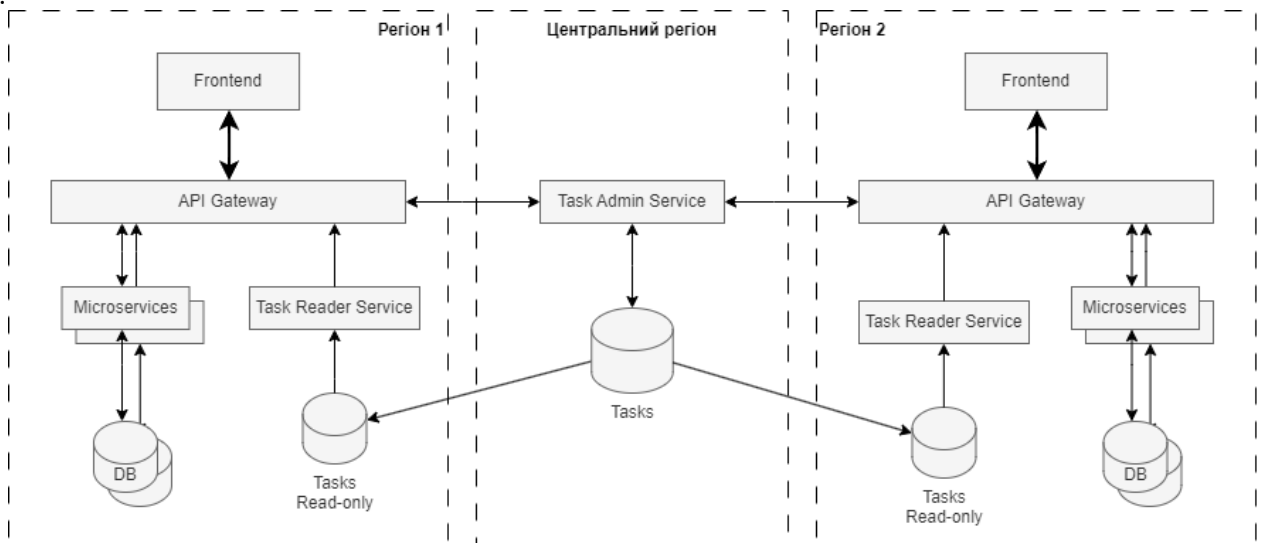 Регіон 1
Центральний регіон
Регіон 2
Frontend
Frontend
API Gateway
Task Admin Service
API Gateway
Microservices
Task Reader Service
Task Reader Service
Microservices
Tasks
DB
Tasks
Read-only
Tasks
Read-only
DB